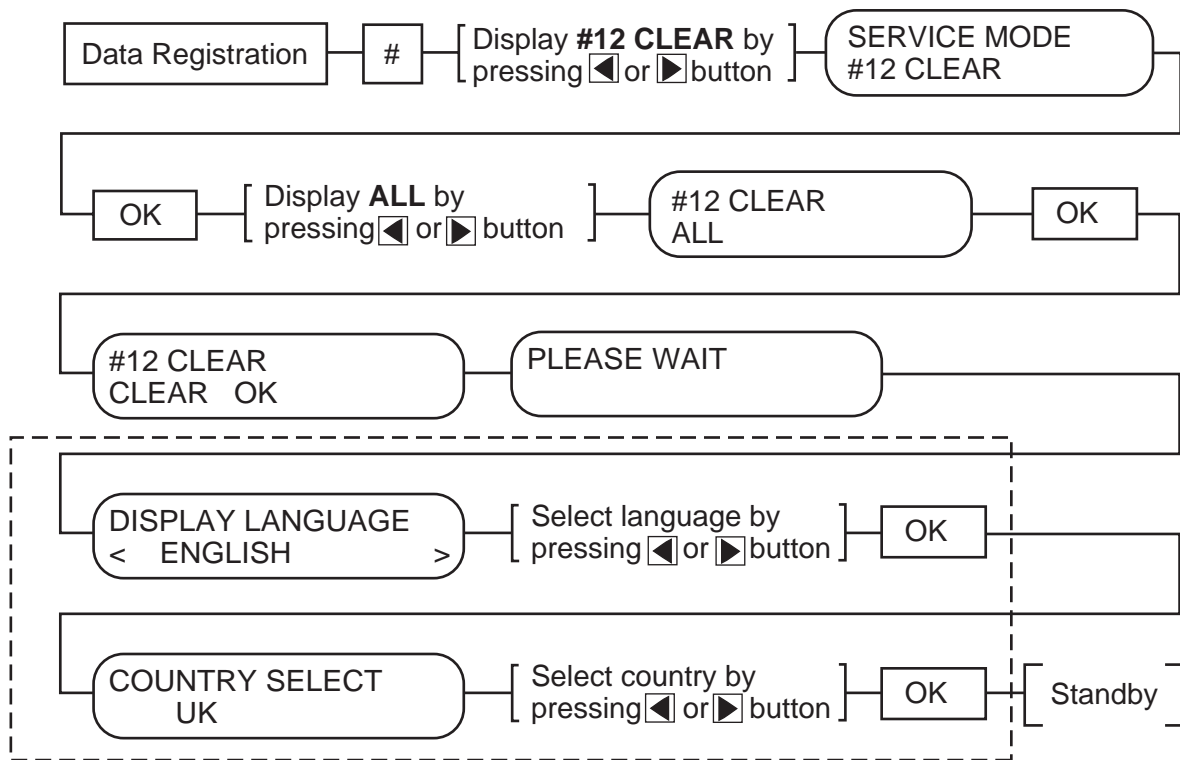 Data Registration
#
Display #12 CLEAR by
pressing ◀ or ▶ button
SERVICE MODE
#12 CLEAR
OK
Display ALL by
pressing ◀ or ▶ button
#12 CLEAR
ALL
OK
#12 CLEAR
CLEAR OK
PLEASE WAIT
DISPLAY LANGUAGE
< ENGLISH >
Select language by
pressing ◀ or ▶ button
OK
COUNTRY SELECT
UK
Select country by
pressing ◀ or ▶ button
OK
Standby